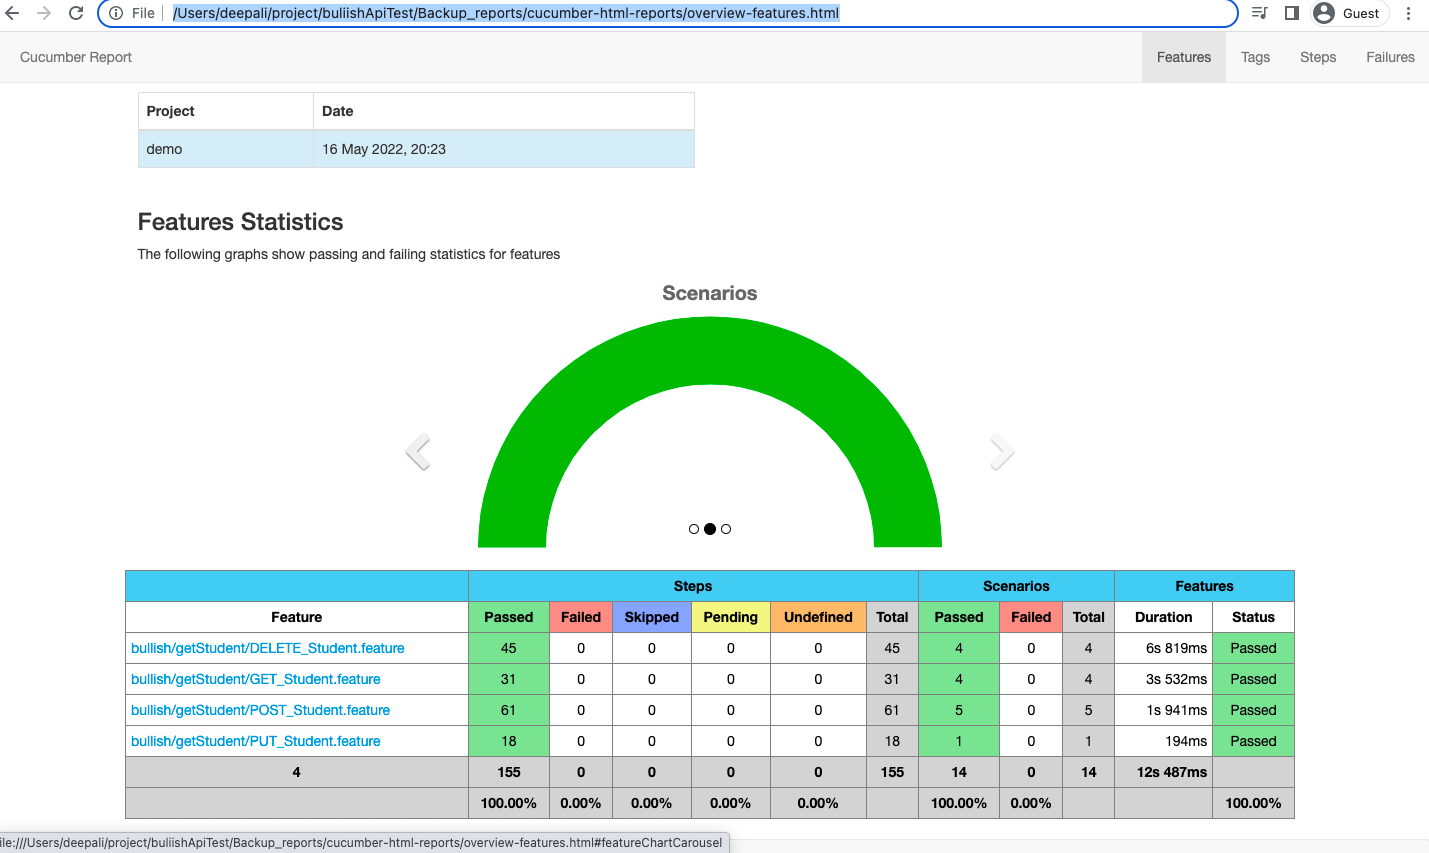 File /Users/deepali/project/buliishApiTest/Backup_reports/cucumber-html-reports/overview-features.html Guest
Cucumber Report Features Tags Steps Failures
Project Date
demo 16 May 2022, 20:23
Features Statistics
The following graphs show passing and failing statistics for features
Scenarios
Steps Scenarios Features
Feature Passed Failed Skipped Pending Undefined Total Passed Failed Total Duration Status
bullish/getStudent/DELETE_Student.feature 45 0 0 0 0 45 4 0 4 6s 819ms Passed
bullish/getStudent/GET_Student.feature 31 0 0 0 0 31 4 0 4 3s 532ms Passed
bullish/getStudent/POST_Student.feature 61 0 0 0 0 61 5 0 5 1s 941ms Passed
bullish/getStudent/PUT_Student.feature 18 0 0 0 0 18 1 0 1 194ms Passed
4 155 0 0 0 0 155 14 0 14 12s 487ms
100.00% 0.00% 0.00% 0.00% 0.00% 100.00% 0.00% 100.00%
ile:///Users/deepali/project/buliishApiTest/Backup_reports/cucumber-html-reports/overview-features.html#featureChartCarousel